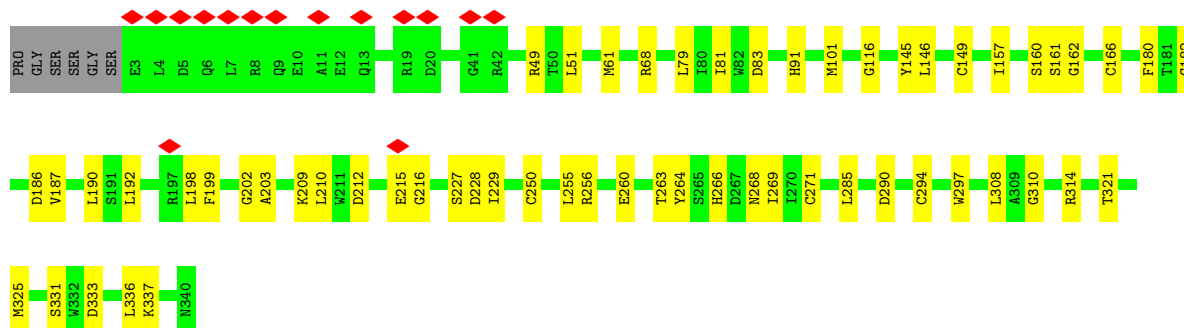 PRO GLY SER SER GLY SER E3 L4 D5 Q6 L7 R8 Q9 E10 A11 E12 Q13 R19 D20 G41 R42 R49 T50 L51 M61 R68 L79 I80 I81 W82 D83 H91 M101 G116 Y145 L146 C149 I157 S160 S161 G162 C166 F180 T181
D186 V187 L190 S191 L192 R197 L198 F199 G202 A203 K209 L210 W211 D212 E215 G216 S227 D228 I229 C250 L255 R256 E260 T263 Y264 S265 H266 D267 N268 I269 I270 C271 L285 D290 C294 W297 L308 A309 G310 R314 T321
M325 S331 W332 D333 L336 K337 N340